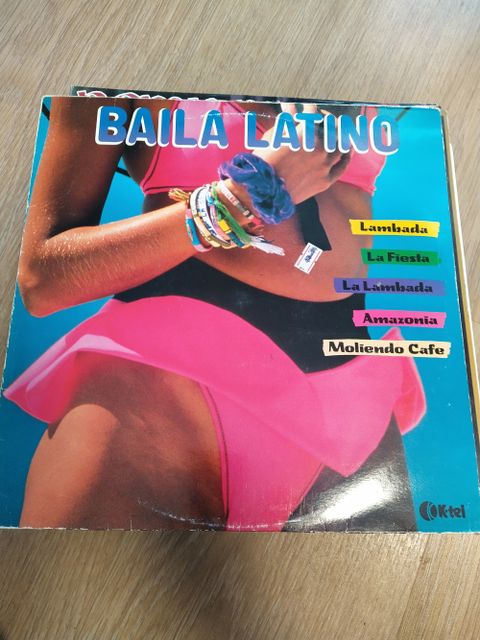 BAILA LATINO
Lambada
La Fiesta
La Lambada
Amazonia
Moliendo Cafe
K-tel